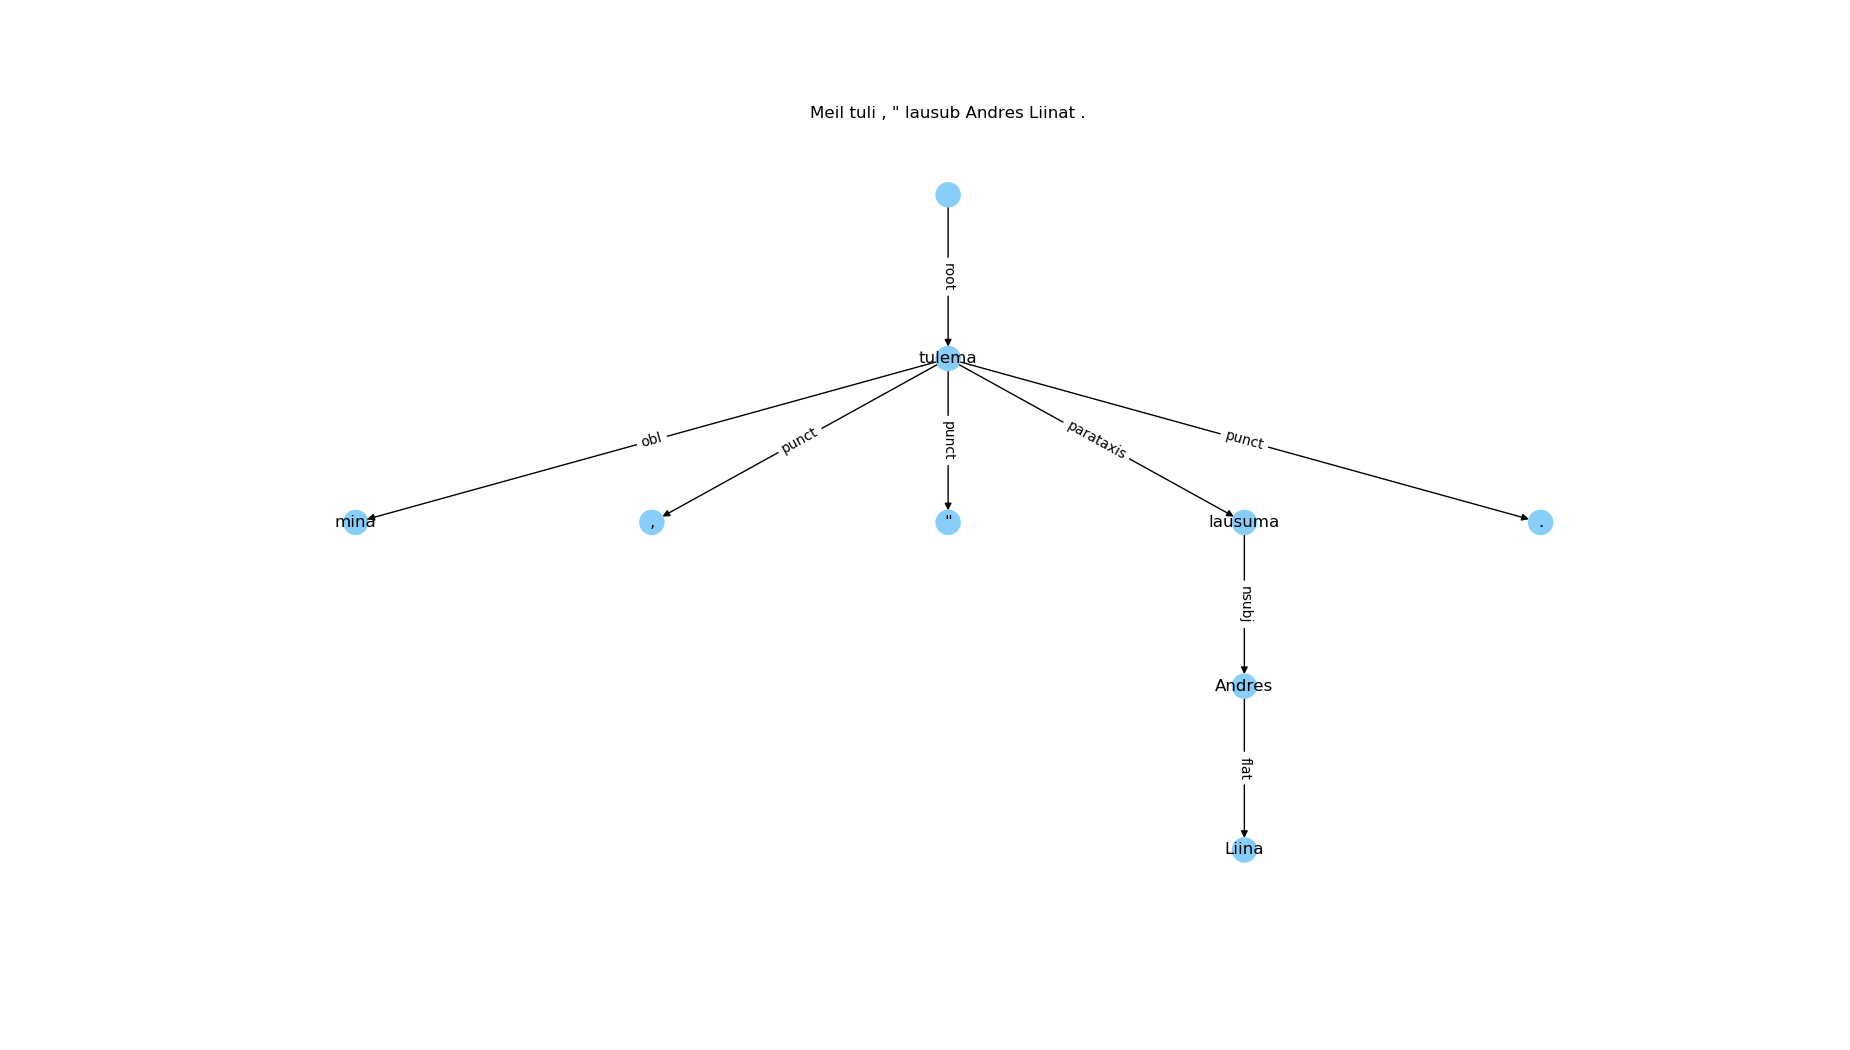 Meil tuli , " lausub Andres Liinat .
root
tulema
obl
punct
punct
parataxis
punct
mina
,
"
lausuma
.
nsubj
Andres
flat
Liina